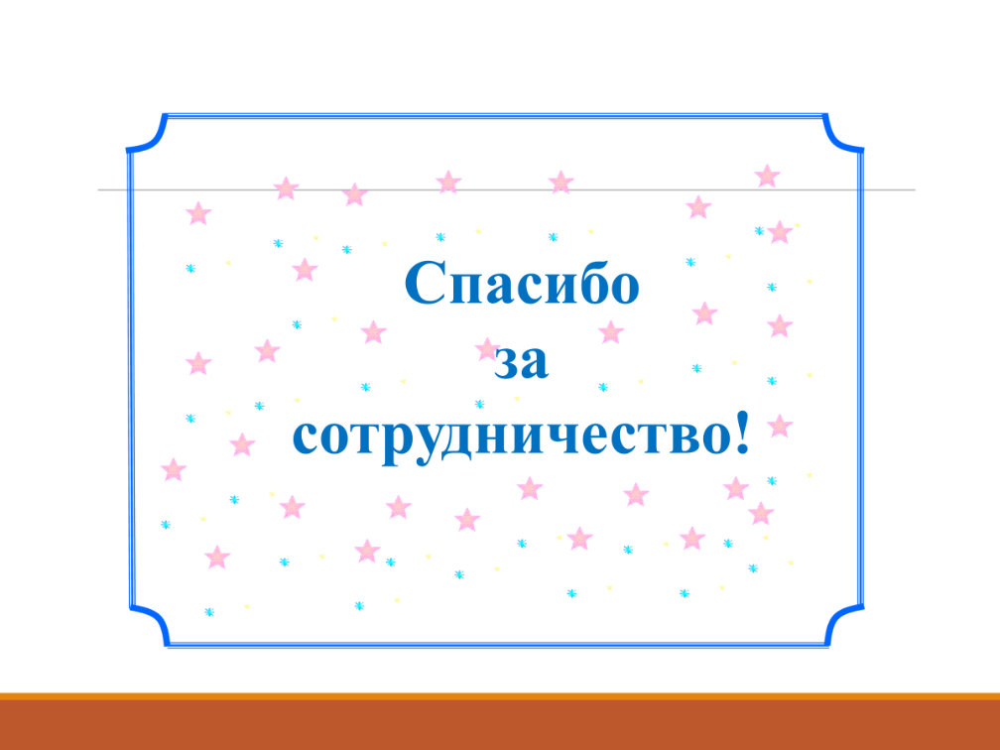 Спасибо
за
сотрудничество!